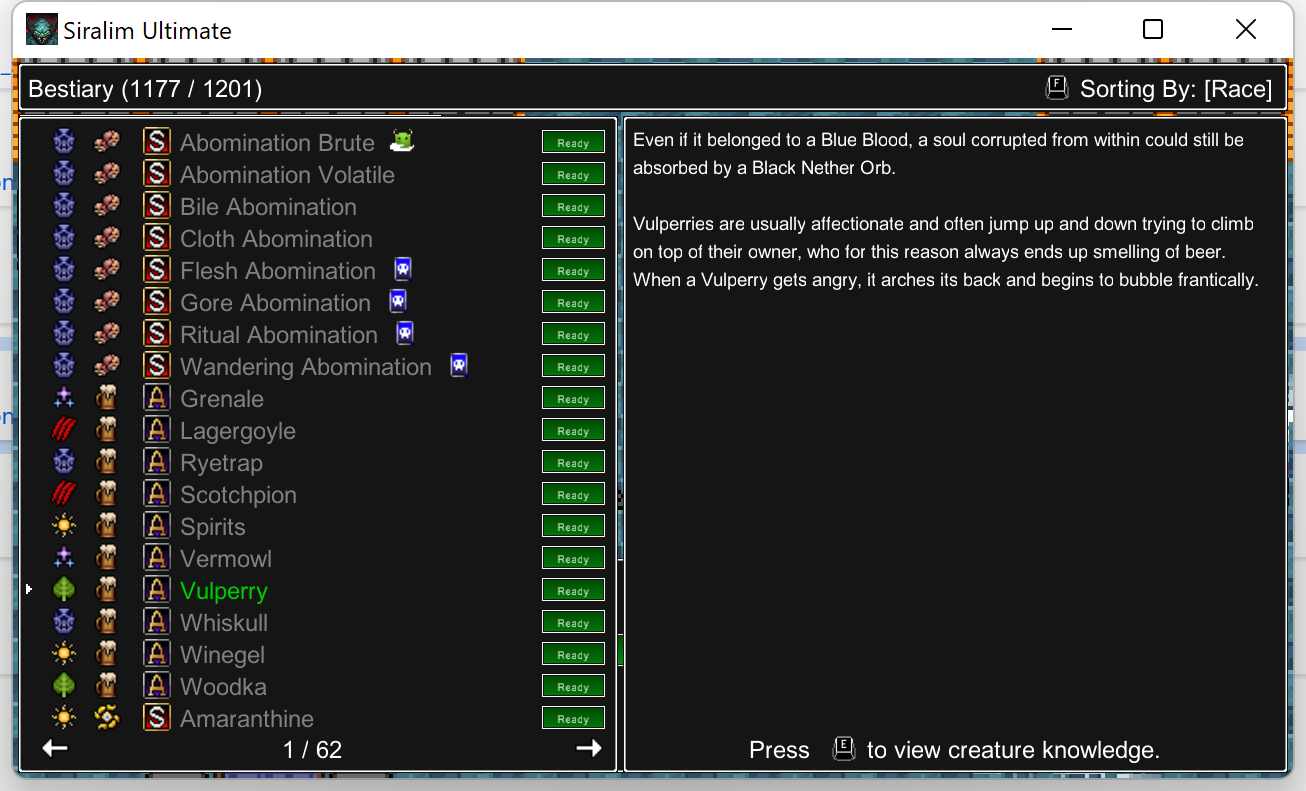 Siralim Ultimate
Bestiary (1177 / 1201)
F Sorting By: [Race]
S Abomination Brute Ready
S Abomination Volatile Ready
S Bile Abomination Ready
S Cloth Abomination Ready
S Flesh Abomination Ready
S Gore Abomination Ready
S Ritual Abomination Ready
S Wandering Abomination Ready
A Grenale Ready
A Lagergoyle Ready
A Ryetrap Ready
A Scotchpion Ready
A Spirits Ready
A Vermowl Ready
A Vulperry Ready
A Whiskull Ready
A Winegel Ready
A Woodka Ready
S Amaranthine Ready
1 / 62
Even if it belonged to a Blue Blood, a soul corrupted from within could still be
absorbed by a Black Nether Orb.
Vulperries are usually affectionate and often jump up and down trying to climb
on top of their owner, who for this reason always ends up smelling of beer.
When a Vulperry gets angry, it arches its back and begins to bubble frantically.
Press E to view creature knowledge.